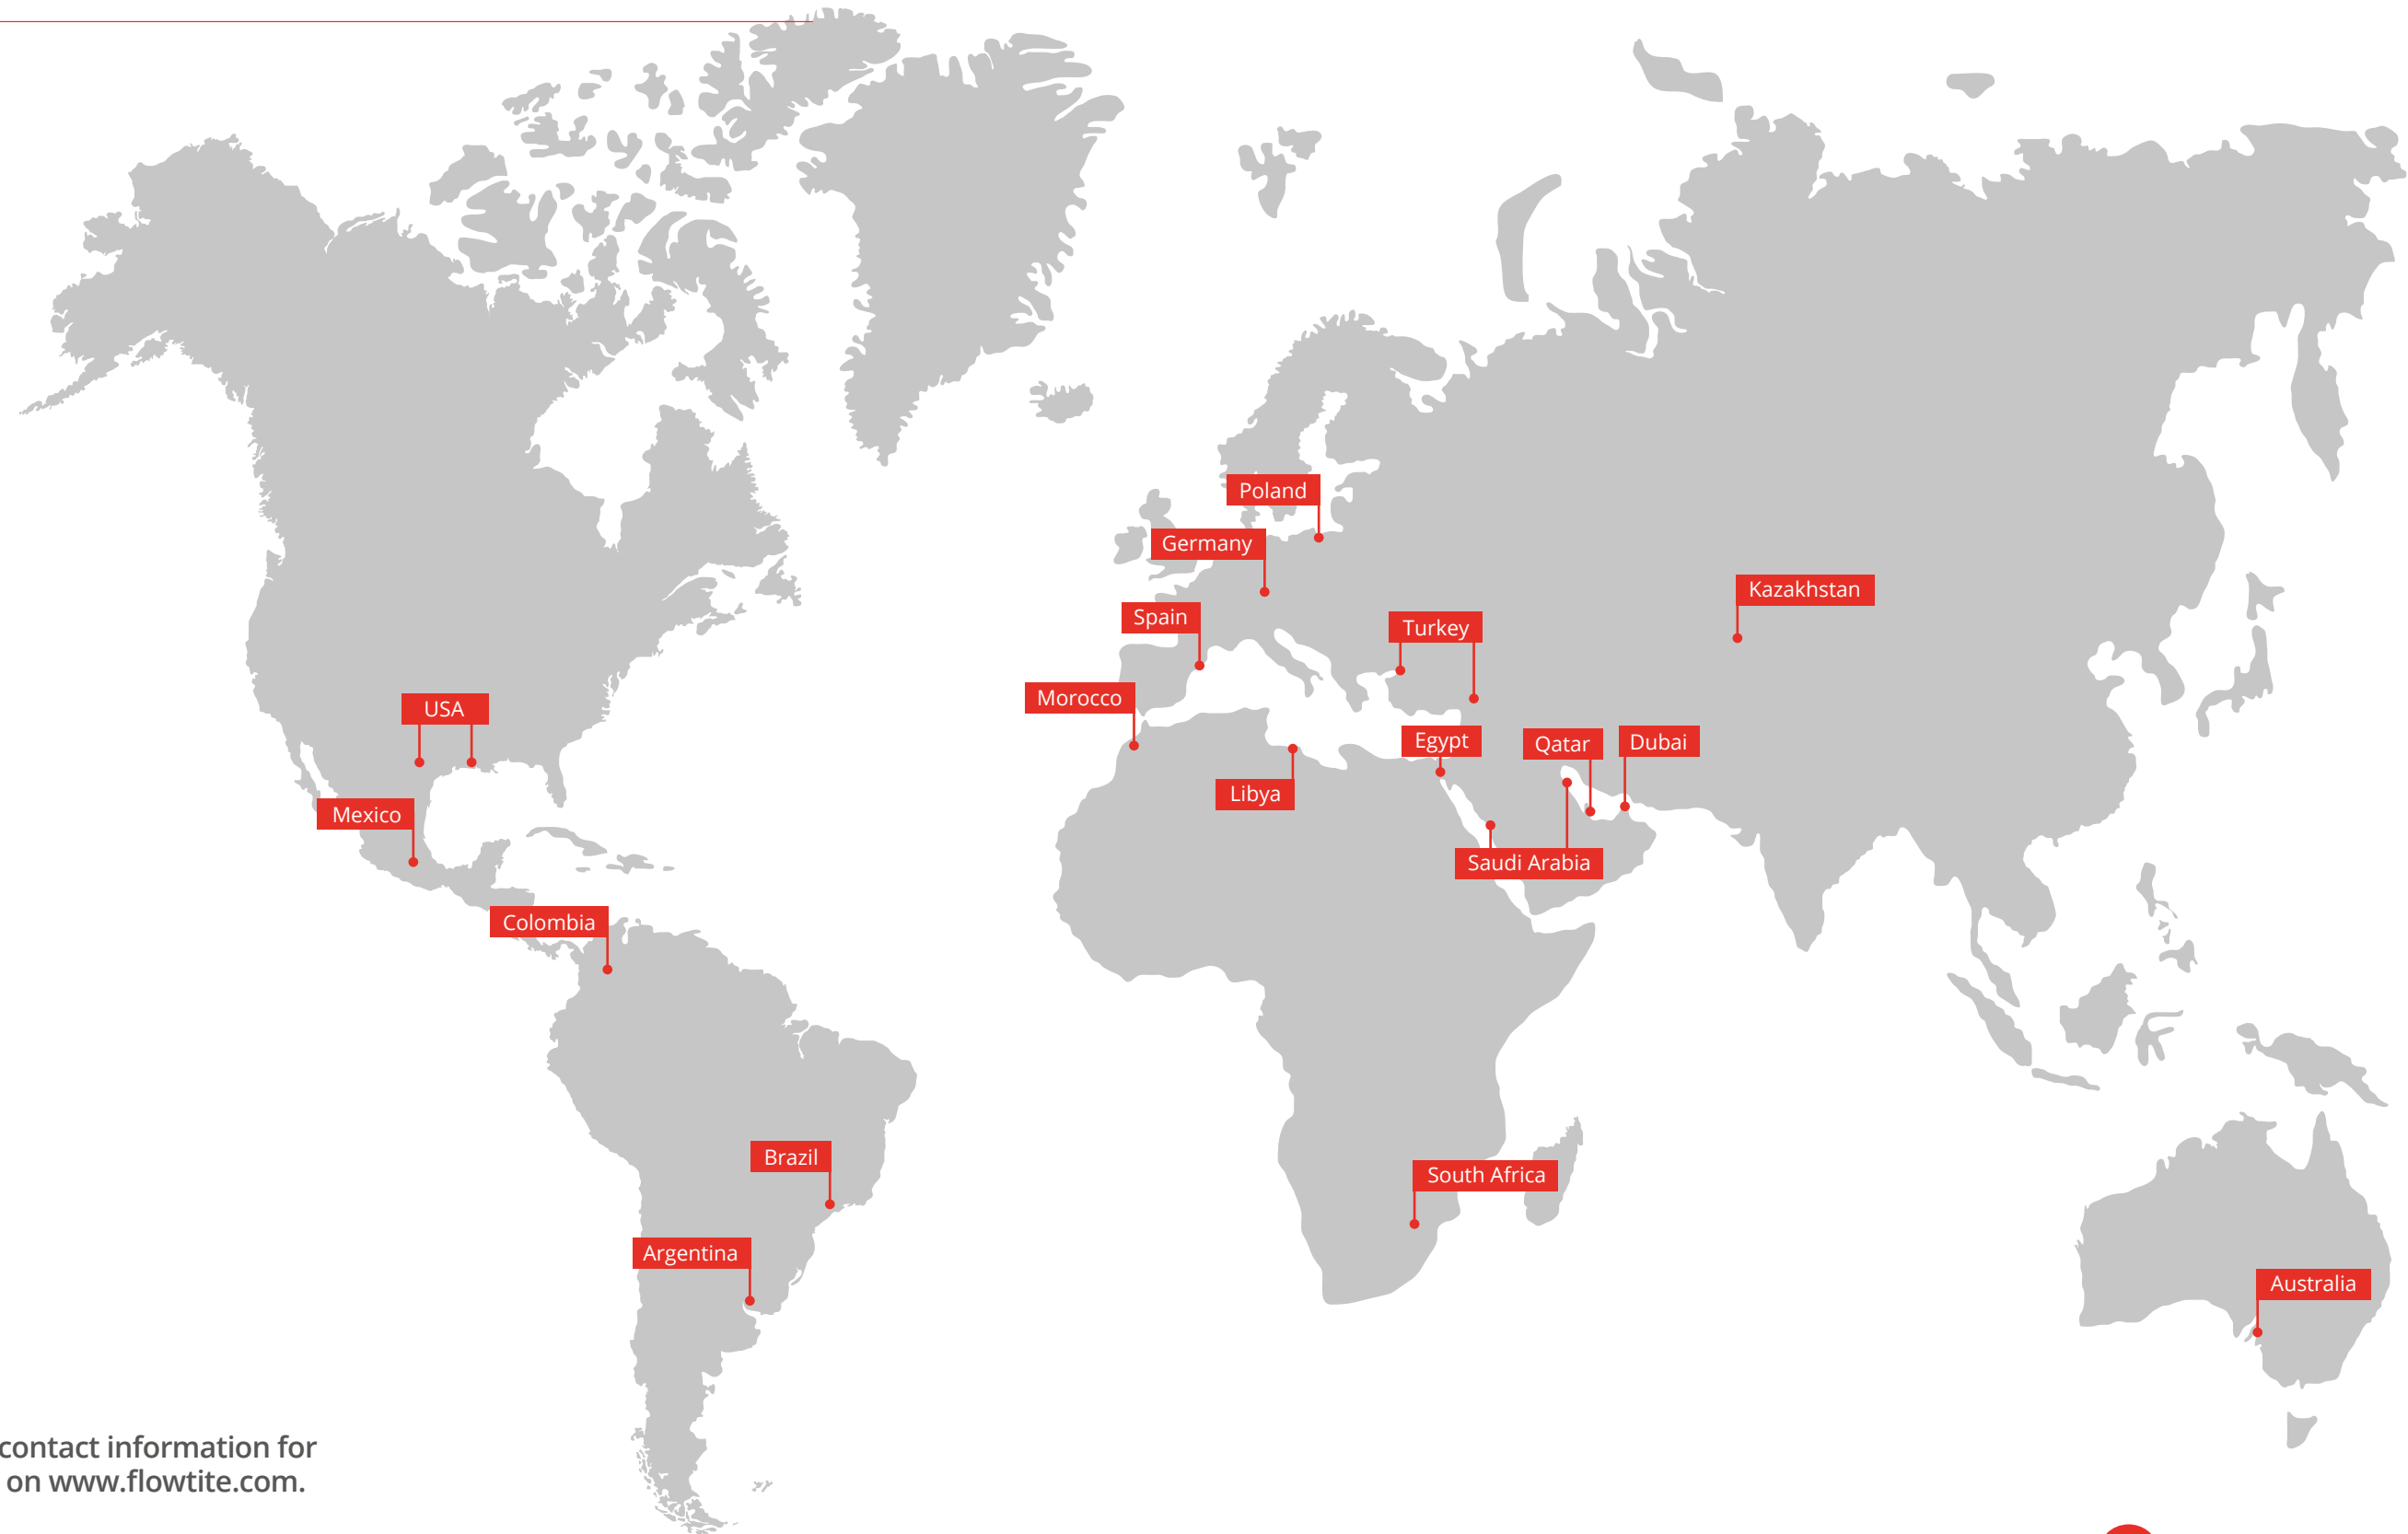 Poland
Germany
Kazakhstan
Spain
Turkey
Morocco
USA
Egypt
Qatar
Dubai
Libya
Mexico
Saudi Arabia
Colombia
Brazil
South Africa
Argentina
Australia
contact information for
on www.flowtite.com.